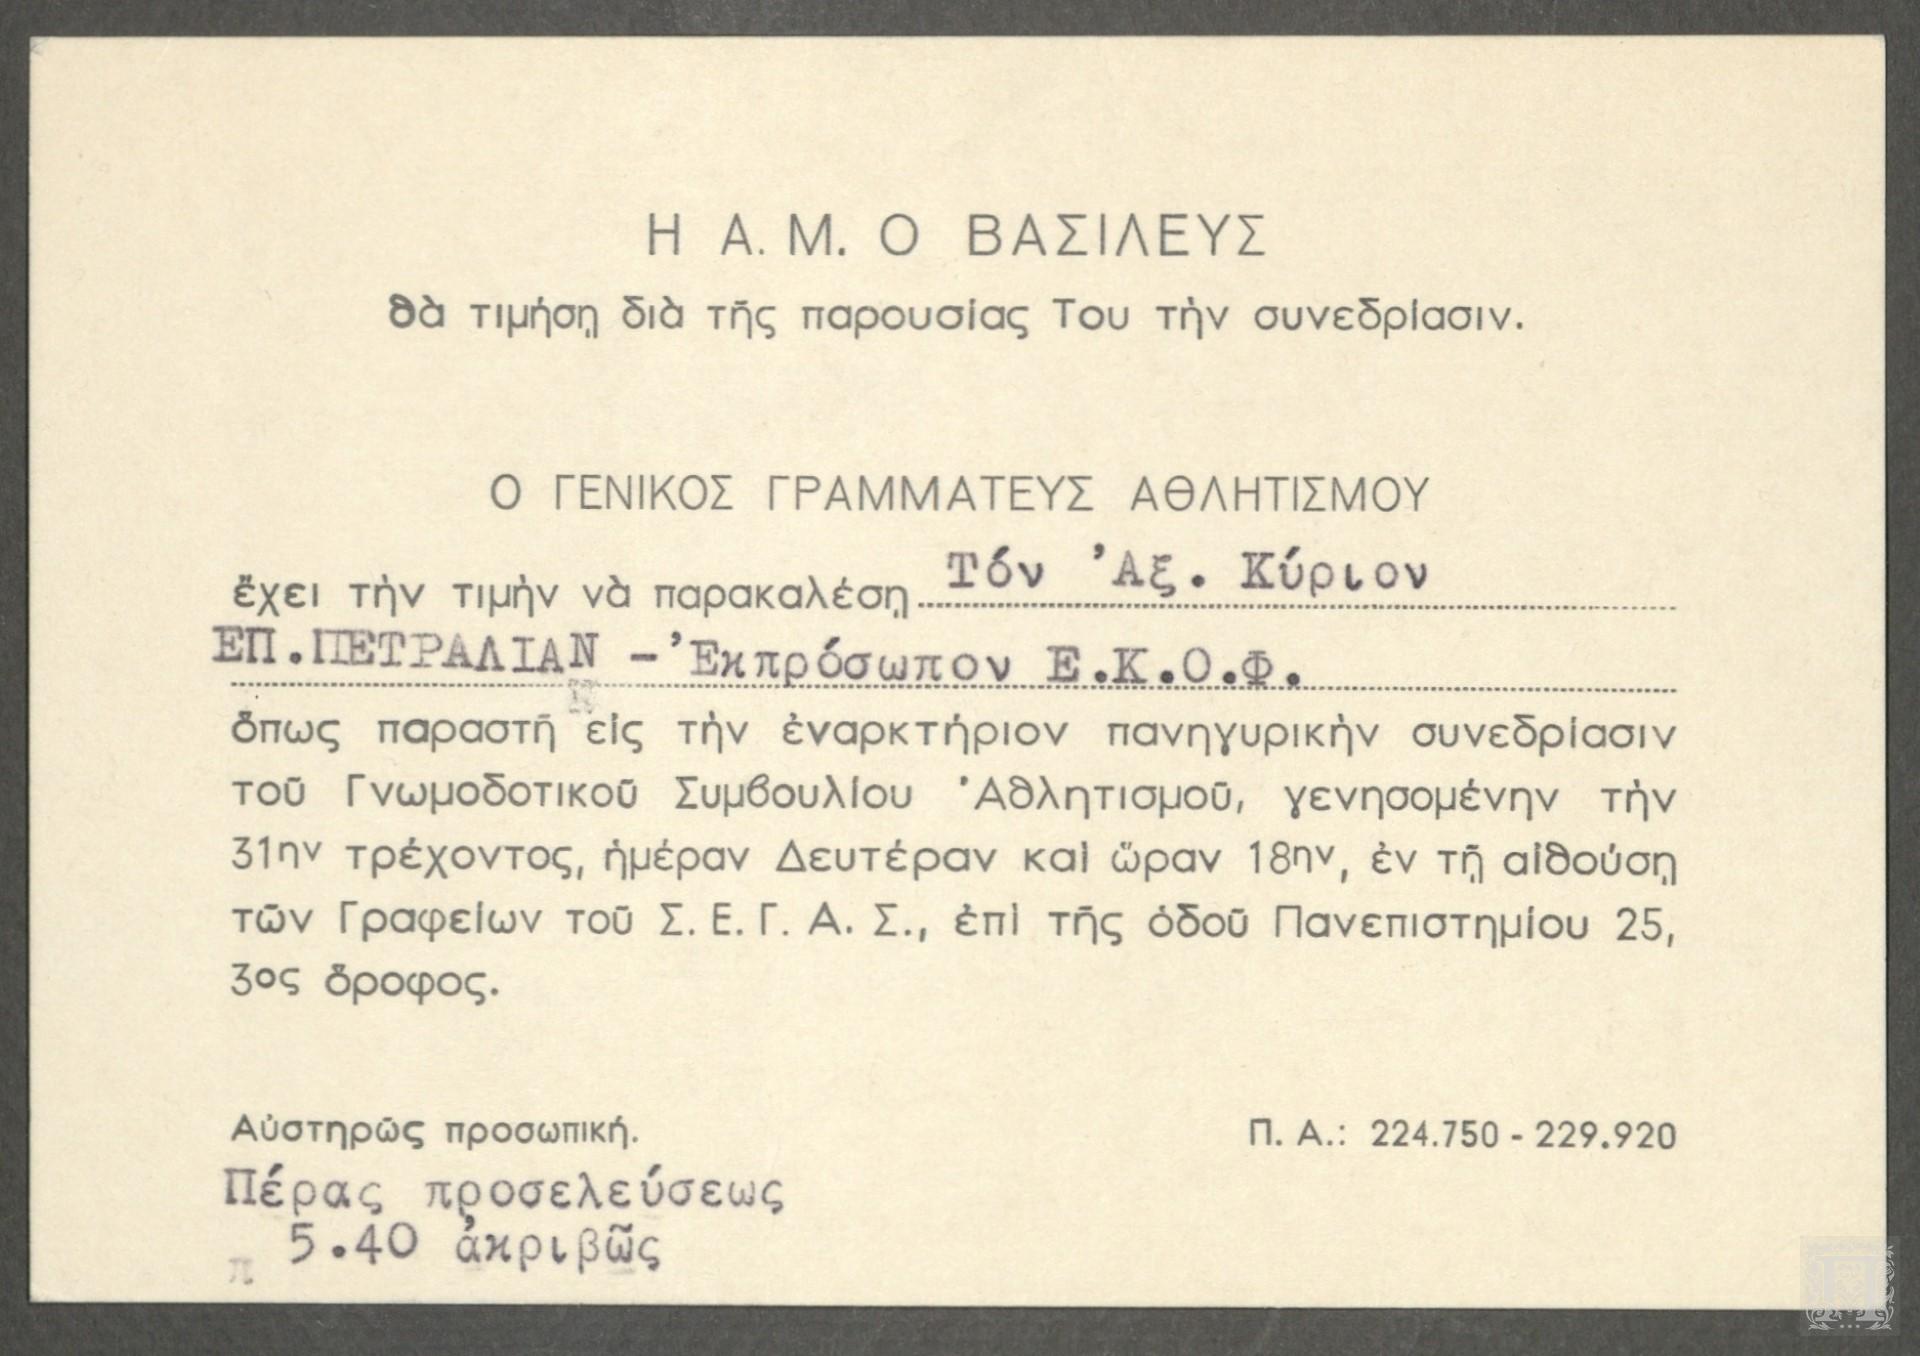 Η Α. Μ. Ο ΒΑΣΙΛΕΥΣ
θὰ τιμήσῃ διὰ τῆς παρουσίας Του τὴν συνεδρίασιν.
Ο ΓΕΝΙΚΟΣ ΓΡΑΜΜΑΤΕΥΣ ΑΘΛΗΤΙΣΜΟΥ
ἔχει τὴν τιμὴν νὰ παρακαλέσῃ Τόν Ἀξ. Κύριον
ΕΠ.ΠΕΤΡΑΛΙΑΝ -Ἐκπρόσωπον Ε.Κ.Ο.Φ.
ὅπως παραστῇ εἰς τὴν ἐναρκτήριον πανηγυρικὴν συνεδρίασιν
τοῦ Γνωμοδοτικοῦ Συμβουλίου Ἀθλητισμοῦ, γενησομένην τὴν
31ην τρέχοντος, ἡμέραν Δευτέραν καὶ ὥραν 18ην, ἐν τῇ αἰθούσῃ
τῶν Γραφείων τοῦ Σ. Ε. Γ. Α. Σ., ἐπὶ τῆς ὁδοῦ Πανεπιστημίου 25,
3ος ὄροφος.
Αὐστηρῶς προσωπική.
Π. Α.: 224.750 - 229.920
Πέρας προσελεύσεως
5.40 ἀκριβῶς